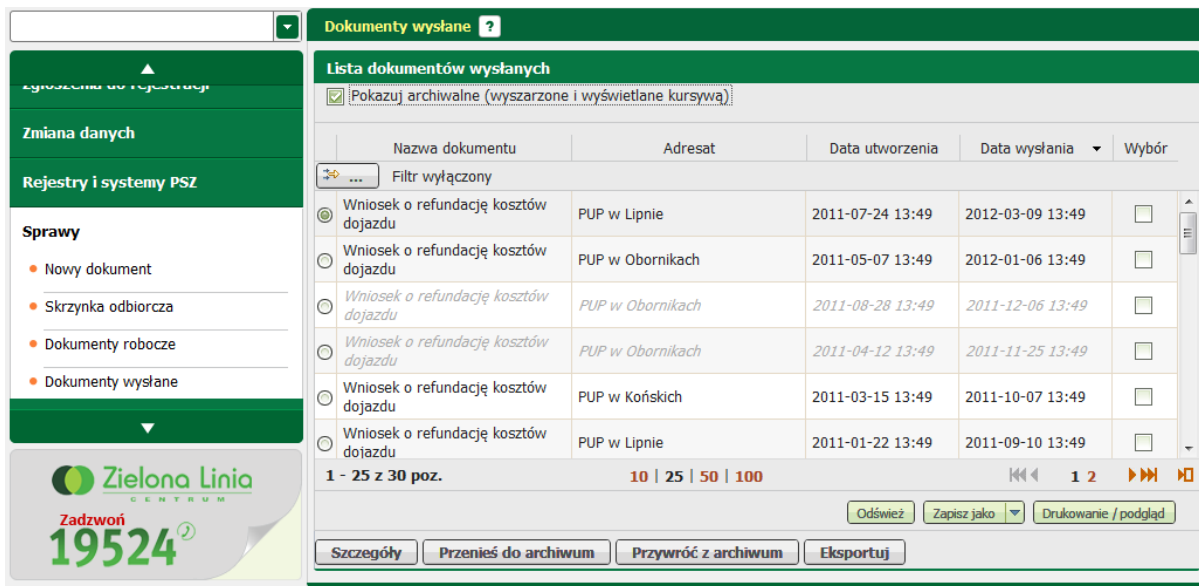 Dokumenty wysłane ?
Zgłoszenia do rejestracji
Zmiana danych
Rejestry i systemy PSZ
Sprawy
Nowy dokument
Skrzynka odbiorcza
Dokumenty robocze
Dokumenty wysłane
Zielona Linia
CENTRUM
Zadzwoń
19524
Lista dokumentów wysłanych
Pokazuj archiwalne (wyszarzone i wyświetlane kursywą)
Nazwa dokumentu Adresat Data utworzenia Data wysłania Wybór
... Filtr wyłączony
Wniosek o refundację kosztów
dojazdu PUP w Lipnie 2011-07-24 13:49 2012-03-09 13:49
Wniosek o refundację kosztów
dojazdu PUP w Obornikach 2011-05-07 13:49 2012-01-06 13:49
Wniosek o refundację kosztów
dojazdu PUP w Obornikach 2011-08-28 13:49 2011-12-06 13:49
Wniosek o refundację kosztów
dojazdu PUP w Obornikach 2011-04-12 13:49 2011-11-25 13:49
Wniosek o refundację kosztów
dojazdu PUP w Końskich 2011-03-15 13:49 2011-10-07 13:49
Wniosek o refundację kosztów
dojazdu PUP w Lipnie 2011-01-22 13:49 2011-09-10 13:49
1 - 25 z 30 poz. 10 | 25 | 50 | 100 1 2
Odśwież Zapisz jako Drukowanie / podgląd
Szczegóły Przenieś do archiwum Przywróć z archiwum Eksportuj